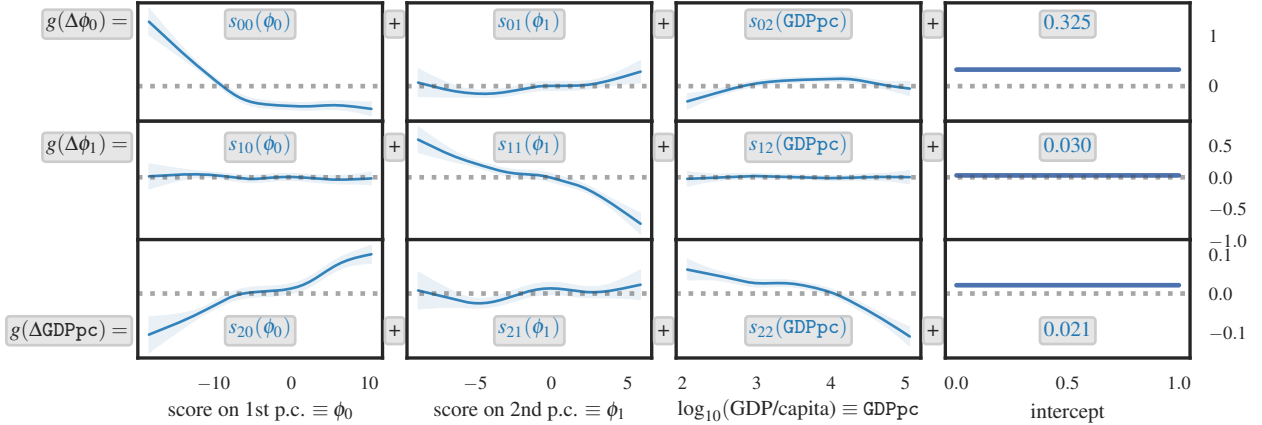 g(Δϕ₀) = s₀₀(ϕ₀) + s₀₁(ϕ₁) + s₀₂(GDPpc) + 0.325
1
0
g(Δϕ₁) = s₁₀(ϕ₀) + s₁₁(ϕ₁) + s₁₂(GDPpc) + 0.030
0.5
0.0
−0.5
−1.0
0.1
0.0
g(ΔGDPpc) = s₂₀(ϕ₀) + s₂₁(ϕ₁) + s₂₂(GDPpc) + 0.021
−0.1
−10 0 10 −5 0 5 2 3 4 5 0.0 0.5 1.0
score on 1st p.c. ≡ ϕ₀ score on 2nd p.c. ≡ ϕ₁ log₁₀(GDP/capita) ≡ GDPpc intercept